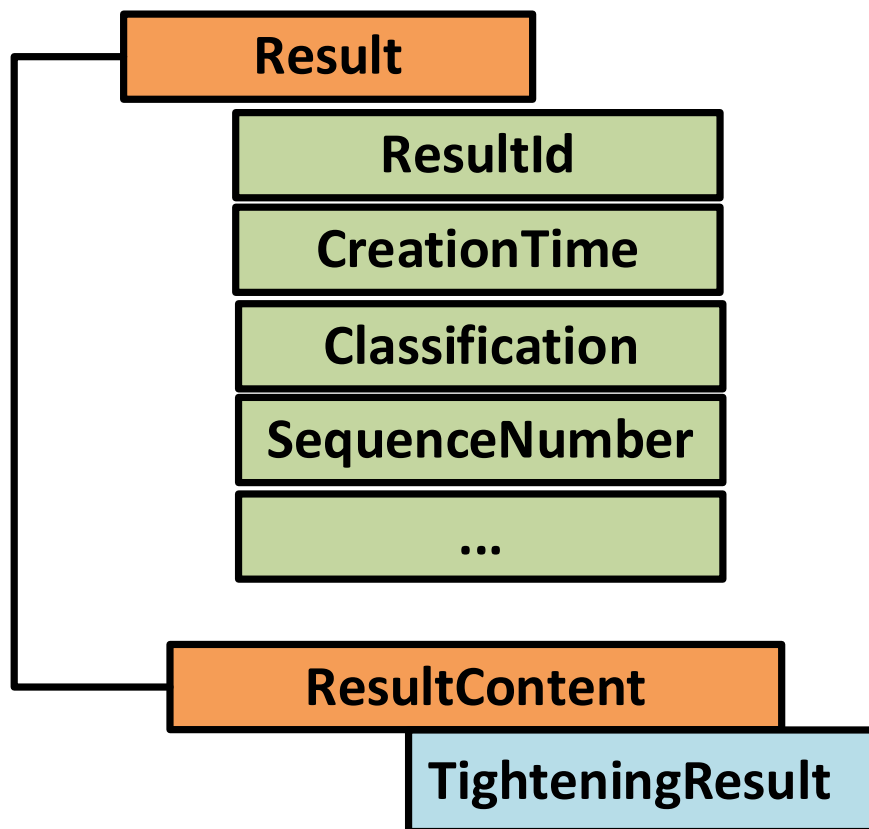 Result
ResultId
CreationTime
Classification
SequenceNumber
...
ResultContent
TighteningResult